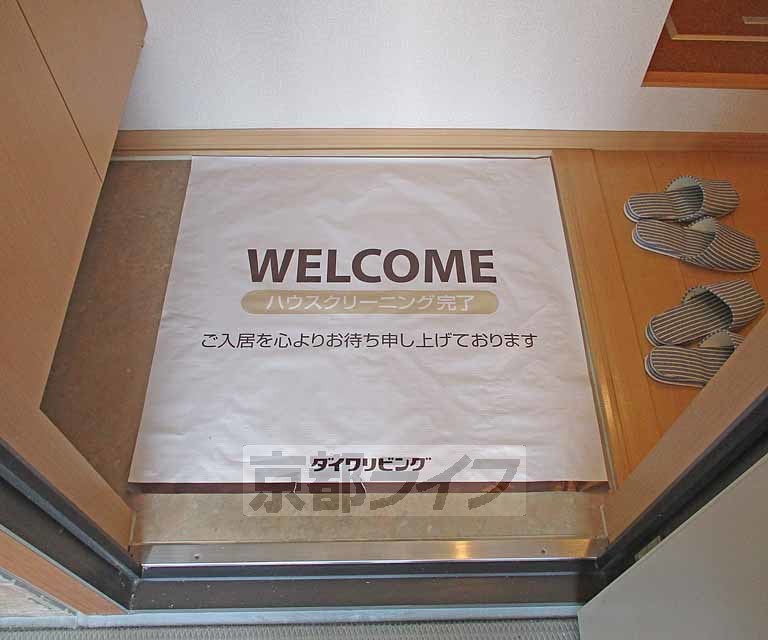 WELCOME
ハウスクリーニング完了
ご入居を心よりお待ち申し上げております
ダイワリビング
京都ライフ